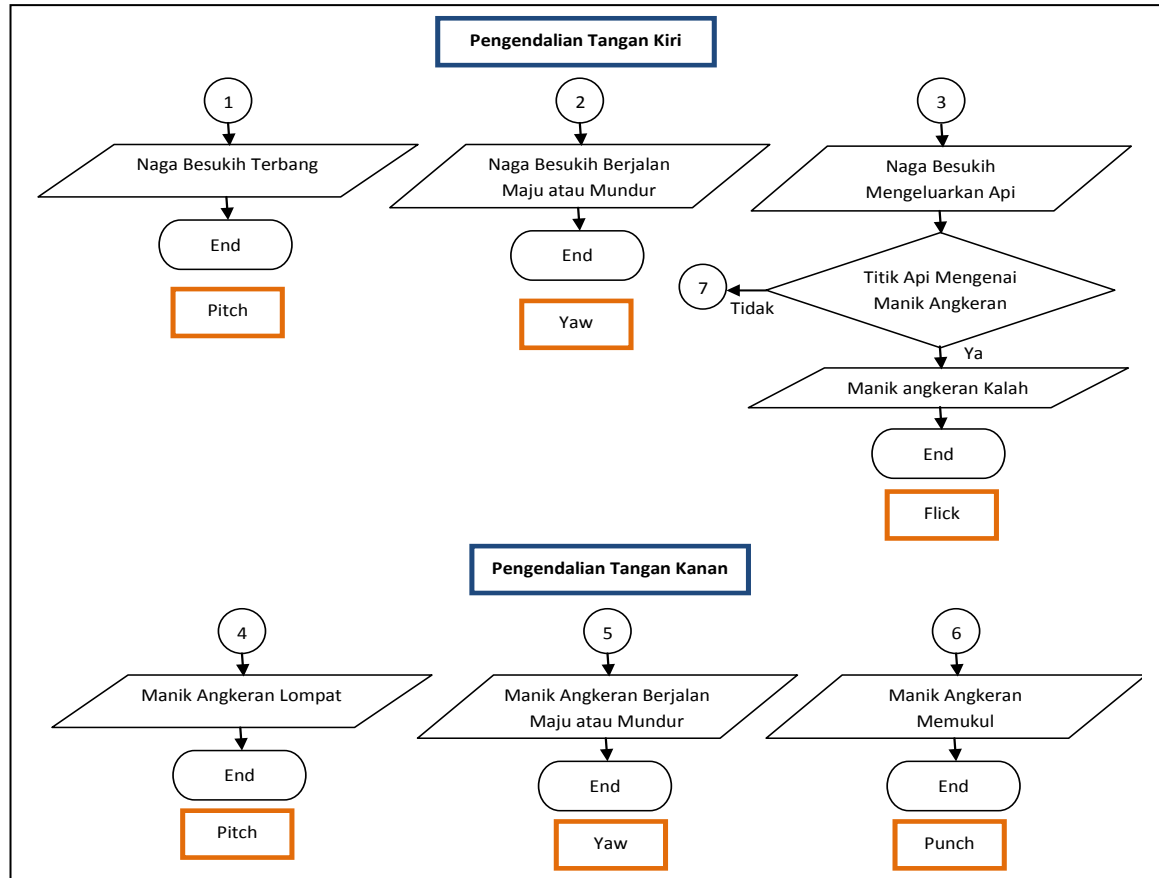 Pengendalian Tangan Kiri
1
2
3
Naga Besukih Terbang
Naga Besukih Berjalan
Maju atau Mundur
Naga Besukih
Mengeluarkan Api
End
End
Titik Api Mengenai
Manik Angkeran
7
Tidak
Ya
Pitch
Yaw
Manik angkeran Kalah
End
Flick
Pengendalian Tangan Kanan
4
5
6
Manik Angkeran Lompat
Manik Angkeran Berjalan
Maju atau Mundur
Manik Angkeran
Memukul
End
End
End
Pitch
Yaw
Punch